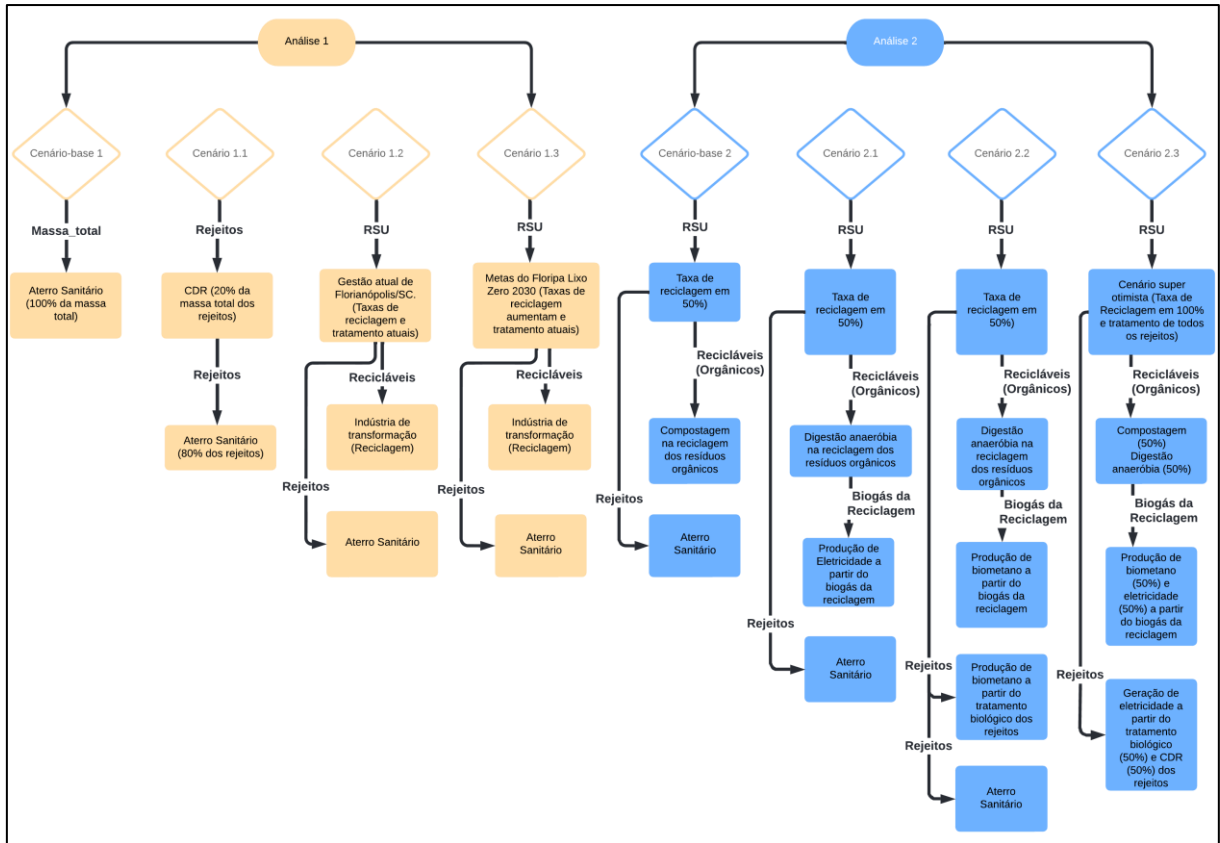 Análise 1
Análise 2
Cenário-base 1
Cenário 1.1
Cenário 1.2
Cenário 1.3
Cenário-base 2
Cenário 2.1
Cenário 2.2
Cenário 2.3
Massa_total
Rejeitos
RSU
RSU
RSU
RSU
RSU
RSU
Aterro Sanitário
(100% da massa
total)
CDR (20% da
massa total dos
rejeitos)
Rejeitos
Aterro Sanitário
(80% dos rejeitos)
Gestão atual de
Florianópolis/SC.
(Taxas de
reciclagem e
tratamento atuais)
Recicláveis
Indústria de
transformação
(Reciclagem)
Rejeitos
Aterro Sanitário
Metas do Floripa Lixo
Zero 2030 (Taxas de
reciclagem
aumentam e
tratamento atuais)
Recicláveis
Indústria de
transformação
(Reciclagem)
Rejeitos
Aterro
Sanitário
Taxa de
reciclagem em
50%)
Recicláveis
(Orgânicos)
Compostagem
na reciclagem
dos resíduos
orgânicos
Rejeitos
Aterro
Sanitário
Taxa de
reciclagem em
50%)
Recicláveis
(Orgânicos)
Digestão anaeróbia
na reciclagem dos
resíduos orgânicos
Biogás da
Reciclagem
Produção de
Eletricidade a
partir do
biogás da
reciclagem
Rejeitos
Aterro
Sanitário
Taxa de
reciclagem em
50%)
Recicláveis
(Orgânicos)
Digestão
anaeróbia na
reciclagem
dos resíduos
orgânicos
Biogás da
Reciclagem
Produção de
biometano a
partir do
biogás da
reciclagem
Rejeitos
Produção de
biometano a
partir do
tratamento
biológico dos
rejeitos
Rejeitos
Aterro
Sanitário
Cenário super
otimista (Taxa de
Reciclagem em 100%
e tratamento de todos
os rejeitos)
Recicláveis
(Orgânicos)
Compostagem
(50%)
Digestão
anaeróbia (50%)
Biogás da
Reciclagem
Produção de
biometano
(50%) e
eletricidade
(50%) a partir
do biogás da
reciclagem
Rejeitos
Geração de
eletricidade a
partir do
tratamento
biológico
(50%) e CDR
(50%) dos
rejeitos